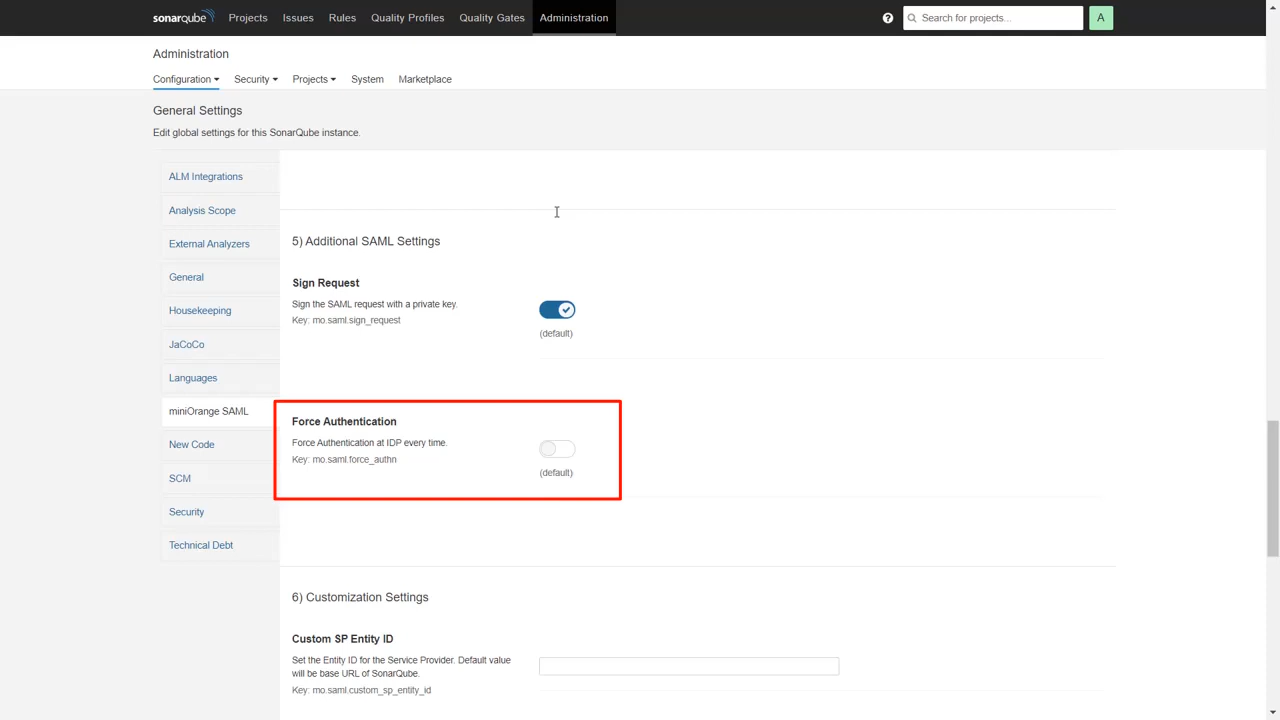 sonarqube Projects Issues Rules Quality Profiles Quality Gates Administration ? Search for projects... A
Administration
Configuration Security Projects System Marketplace
General Settings
Edit global settings for this SonarQube instance.
ALM Integrations
Analysis Scope
External Analyzers
General
Housekeeping
JaCoCo
Languages
miniOrange SAML
New Code
SCM
Security
Technical Debt
5) Additional SAML Settings
Sign Request
Sign the SAML request with a private key.
Key: mo.saml.sign_request
(default)
Force Authentication
Force Authentication at IDP every time.
Key: mo.saml.force_authn
(default)
6) Customization Settings
Custom SP Entity ID
Set the Entity ID for the Service Provider. Default value
will be base URL of SonarQube.
Key: mo.saml.custom_sp_entity_id